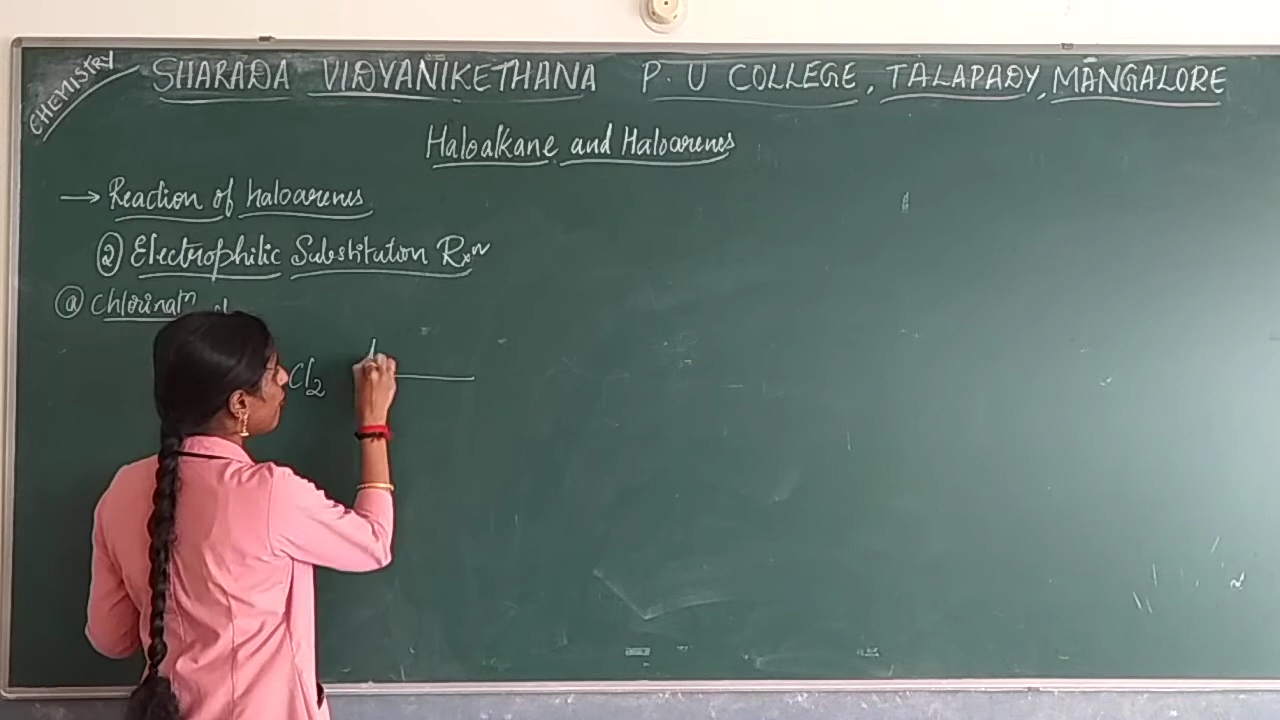 CHEMISTRY
SHARADA VIDYANIKETHANA P. U COLLEGE, TALAPADY, MANGALORE
Haloalkane and Haloarenes
→ Reaction of haloarenes
② Electrophilic Substitution Rxn
ⓐ Chlorinatn
Cl2